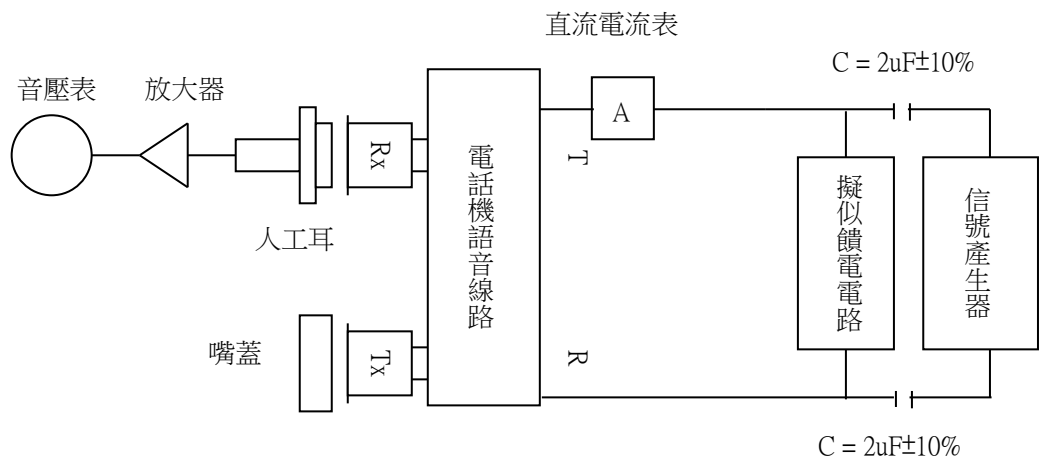 直流電流表
C = 2uF±10%
音壓表
放大器
A
Rx
電話機語音線路
T
擬似饋電電路
信號產生器
人工耳
嘴蓋
Tx
R
C = 2uF±10%